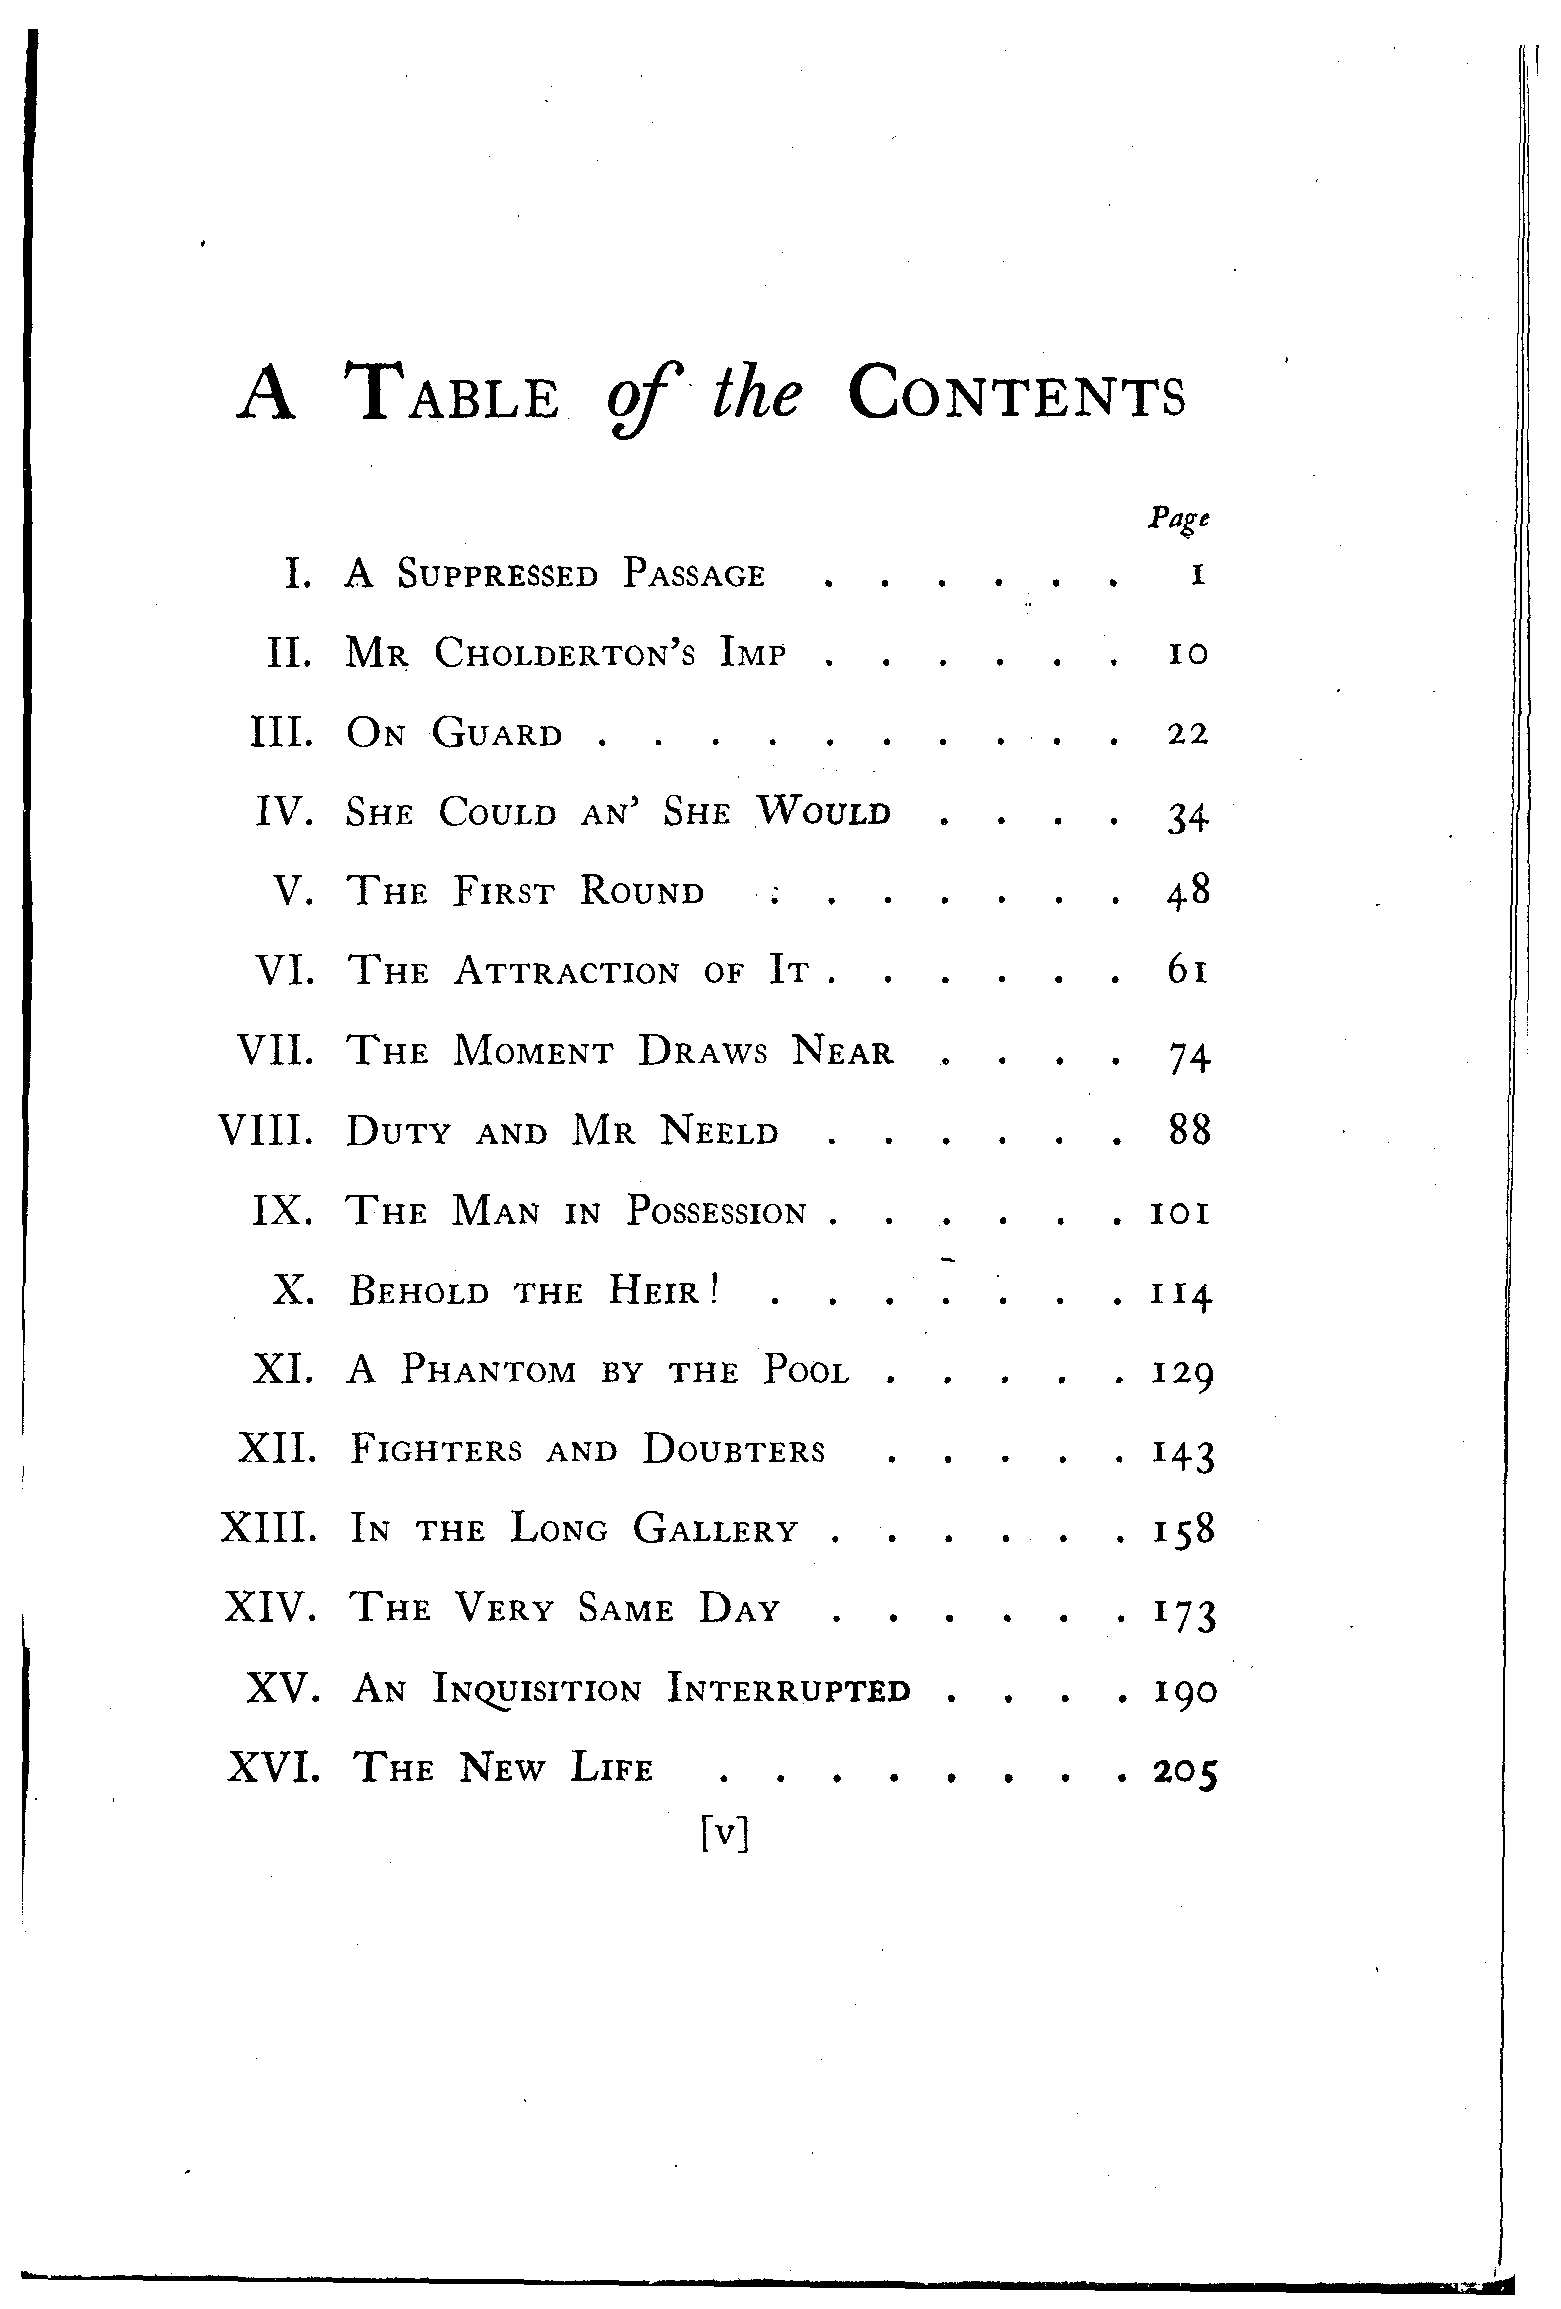 A Table of the Contents
Page
I. A Suppressed Passage . . . . . . 1
II. Mr Cholderton's Imp . . . . . . 10
III. On Guard . . . . . . . . . . 22
IV. She Could an' She Would . . . . 34
V. The First Round . . . . . . . 48
VI. The Attraction of It . . . . . . 61
VII. The Moment Draws Near . . . . 74
VIII. Duty and Mr Neeld . . . . . . 88
IX. The Man in Possession . . . . . . 101
X. Behold the Heir! . . . . . . . 114
XI. A Phantom by the Pool . . . . . 129
XII. Fighters and Doubters . . . . . 143
XIII. In the Long Gallery . . . . . . 158
XIV. The Very Same Day . . . . . . 173
XV. An Inquisition Interrupted . . . . 190
XVI. The New Life . . . . . . . . 205
[v]